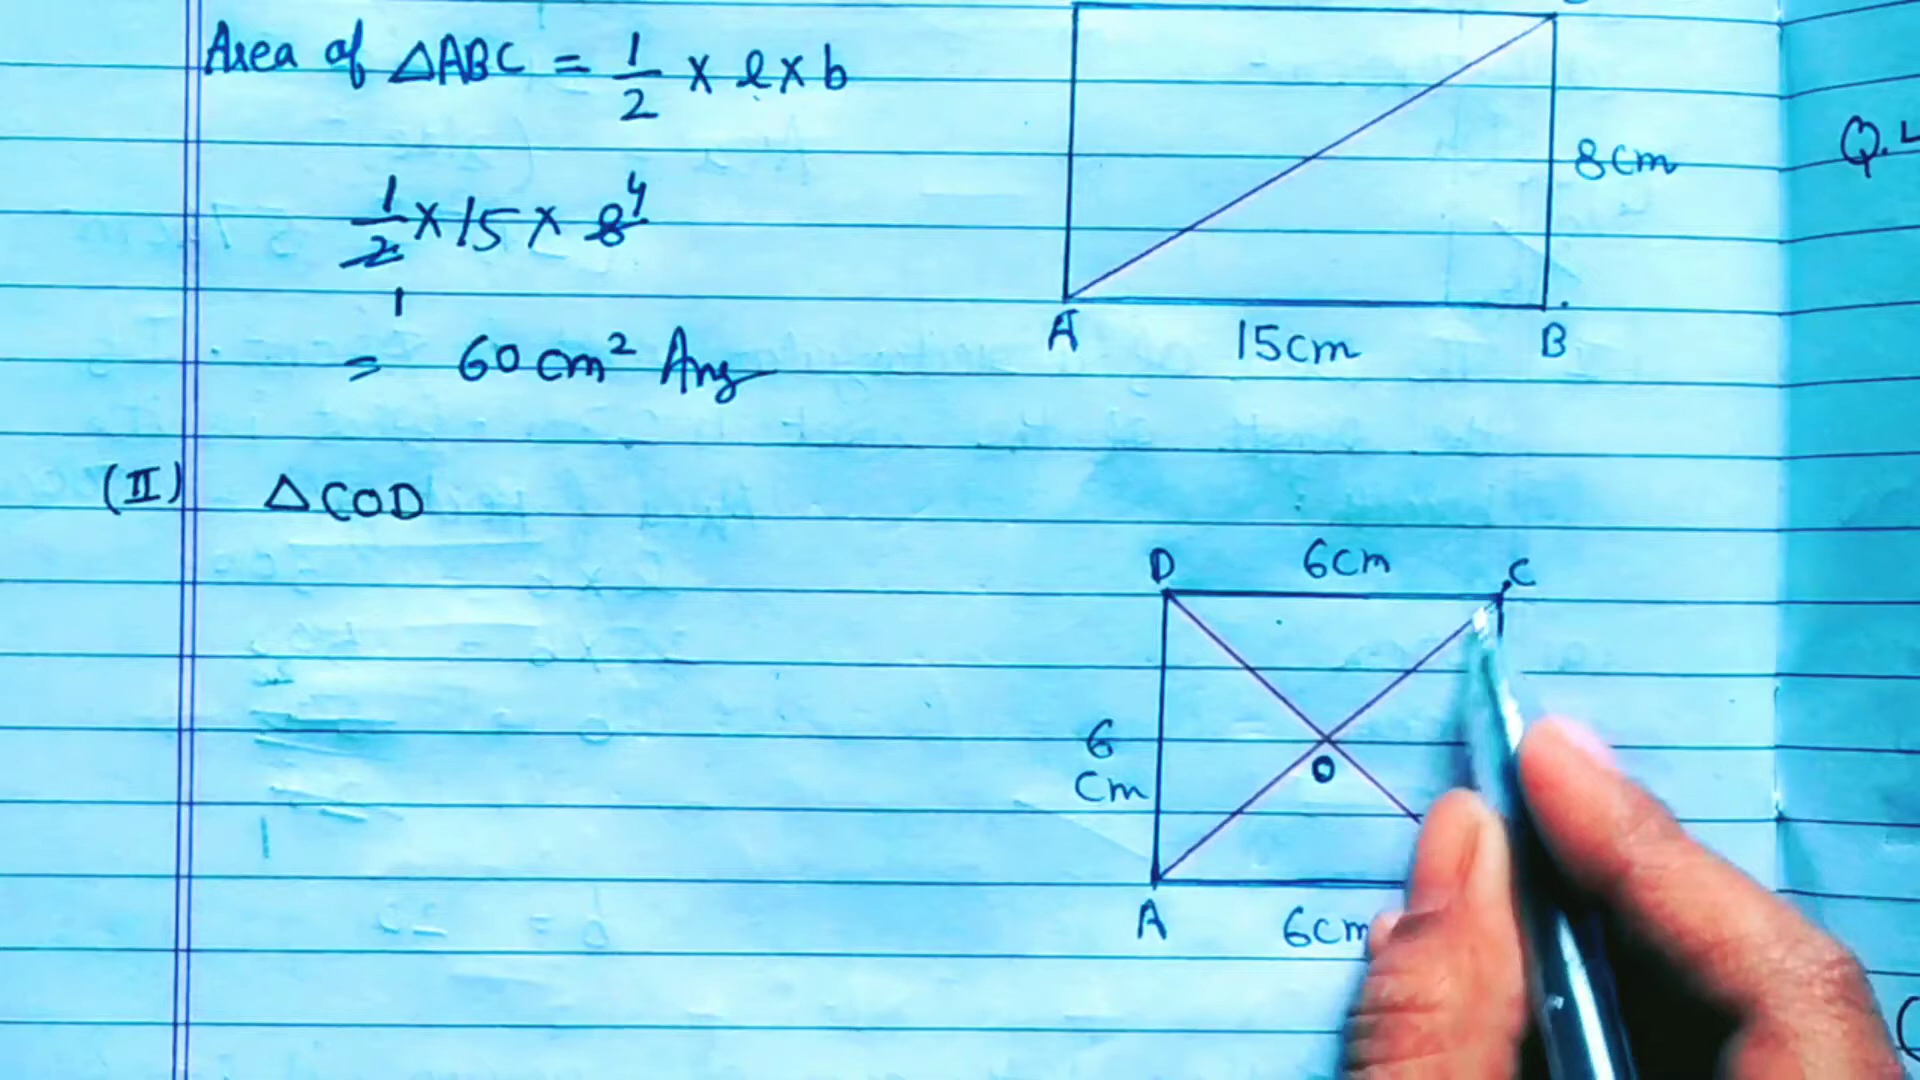 Area of △ABC = 1/2 x l x b
8cm
Q.
1/2 x 15 x 8 4
1
= 60 cm² Ans
A 15cm B
(II) △COD
D 6cm C
6
cm
O
A 6cm